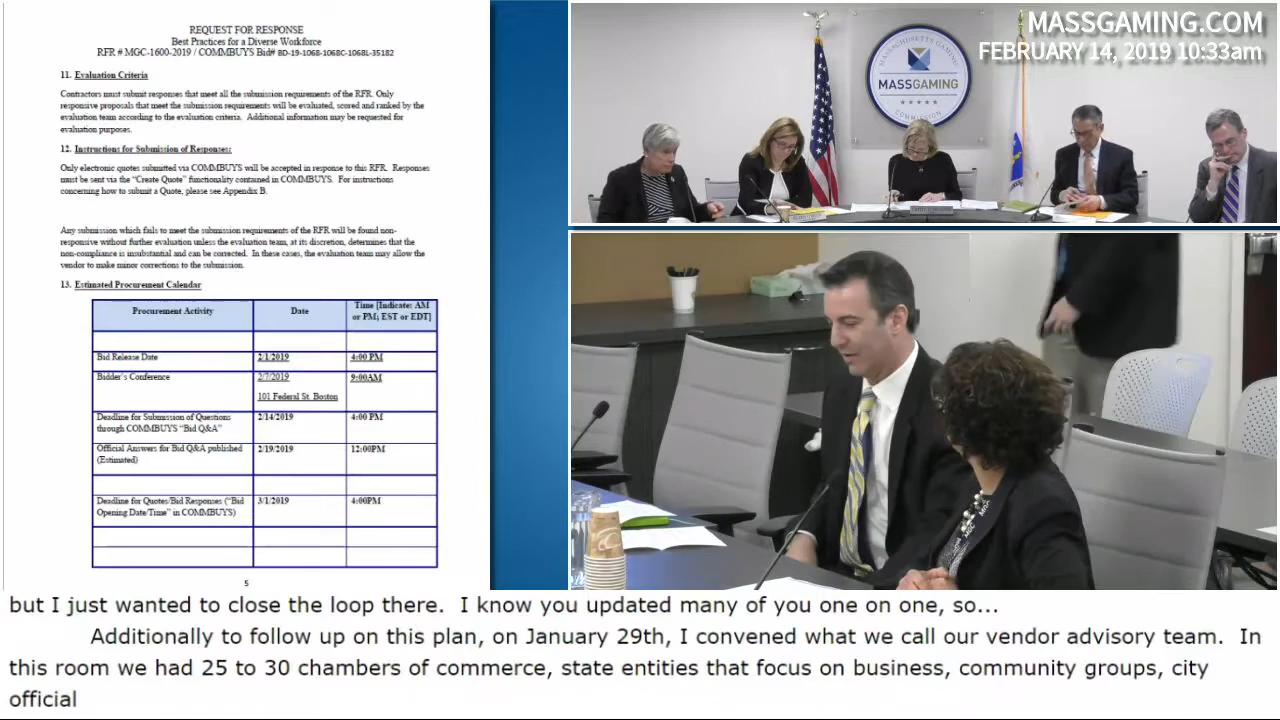 REQUEST FOR RESPONSE
Best Practices for a Diverse Workforce
RFR # MGC-1600-2019 / COMMBUYS Bid# BD-19-1068-1068C-1068L-35182
11. Evaluation Criteria
Contractors must submit responses that meet all the submission requirements of the RFR. Only
responsive proposals that meet the submission requirements will be evaluated, scored and ranked by the
evaluation team according to the evaluation criteria. Additional information may be requested for
evaluation purposes.
12. Instructions for Submission of Responses:
Only electronic quotes submitted via COMMBUYS will be accepted in response to this RFR. Responses
must be sent via the "Create Quote" functionality contained in COMMBUYS. For instructions
concerning how to submit a Quote, please see Appendix B.
Any submission which fails to meet the submission requirements of the RFR will be found non-
responsive without further evaluation unless the evaluation team, at its discretion, determines that the
non-compliance is insubstantial and can be corrected. In these cases, the evaluation team may allow the
vendor to make minor corrections to the submission.
13. Estimated Procurement Calendar
Procurement Activity Date Time [Indicate: AM
or PM; EST or EDT]
Bid Release Date 2/1/2019 4:00 PM
Bidder's Conference 2/7/2019 9:00AM
101 Federal St. Boston
Deadline for Submission of Questions 2/14/2019 4:00 PM
through COMMBUYS "Bid Q&A"
Official Answers for Bid Q&A published 2/19/2019 12:00PM
(Estimated)
Deadline for Quotes/Bid Responses ("Bid 3/1/2019 4:00PM
Opening Date/Time" in COMMBUYS)
5
MASSGAMING.COM
FEBRUARY 14, 2019 10:33am
MASSACHUSETTS GAMING
MASSGAMING
COMMISSION
but I just wanted to close the loop there.  I know you updated many of you one on one, so...
Additionally to follow up on this plan, on January 29th, I convened what we call our vendor advisory team.  In
this room we had 25 to 30 chambers of commerce, state entities that focus on business, community groups, city
official